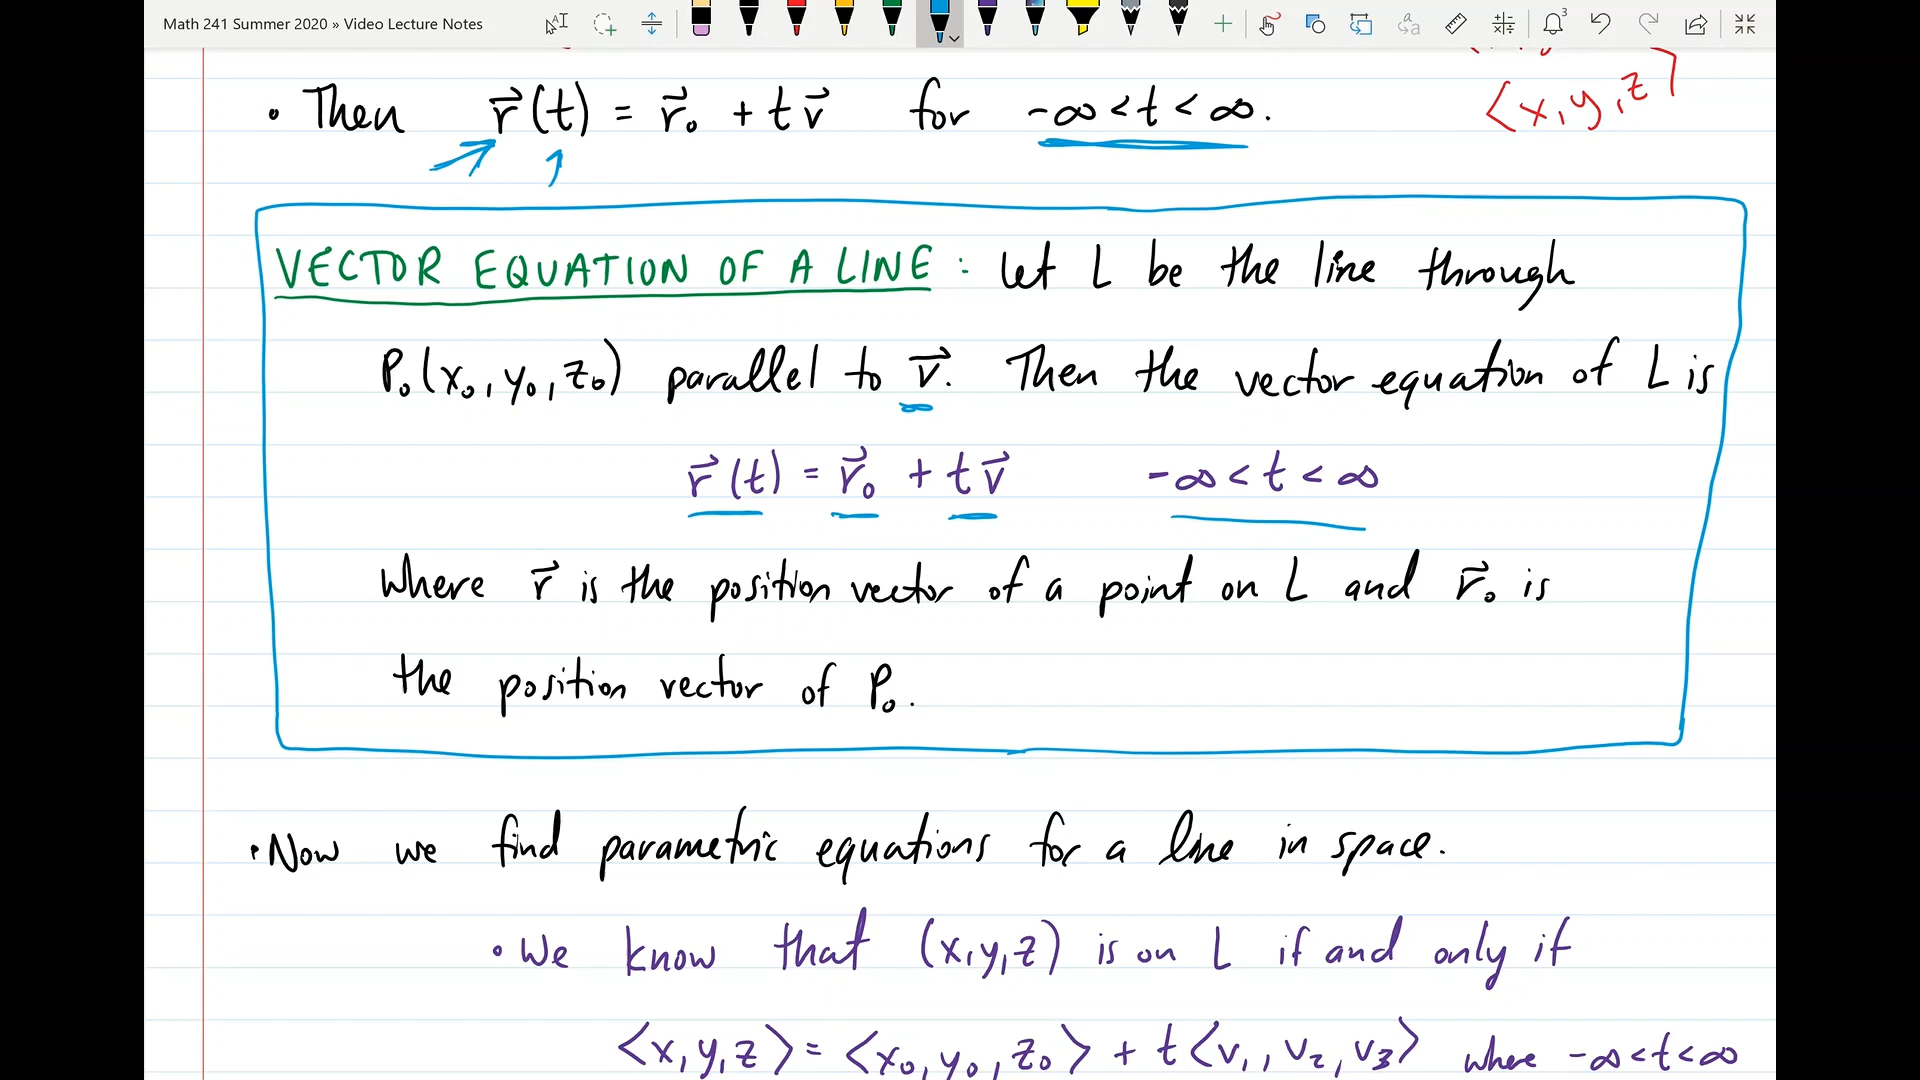 Math 241 Summer 2020 » Video Lecture Notes
3
⟨x, y, z⟩
• Then r⃗(t) = r⃗₀ + t v⃗ for -∞ < t < ∞.
VECTOR EQUATION OF A LINE : Let L be the line through
P₀(x₀, y₀, z₀) parallel to v⃗. Then the vector equation of L is
r⃗(t) = r⃗₀ + t v⃗ -∞ < t < ∞
where r⃗ is the position vector of a point on L and r⃗₀ is
the position vector of P₀.
• Now we find parametric equations for a line in space.
• We know that (x, y, z) is on L if and only if
⟨x, y, z⟩ = ⟨x₀, y₀, z₀⟩ + t⟨v₁, v₂, v₃⟩ where -∞ < t < ∞